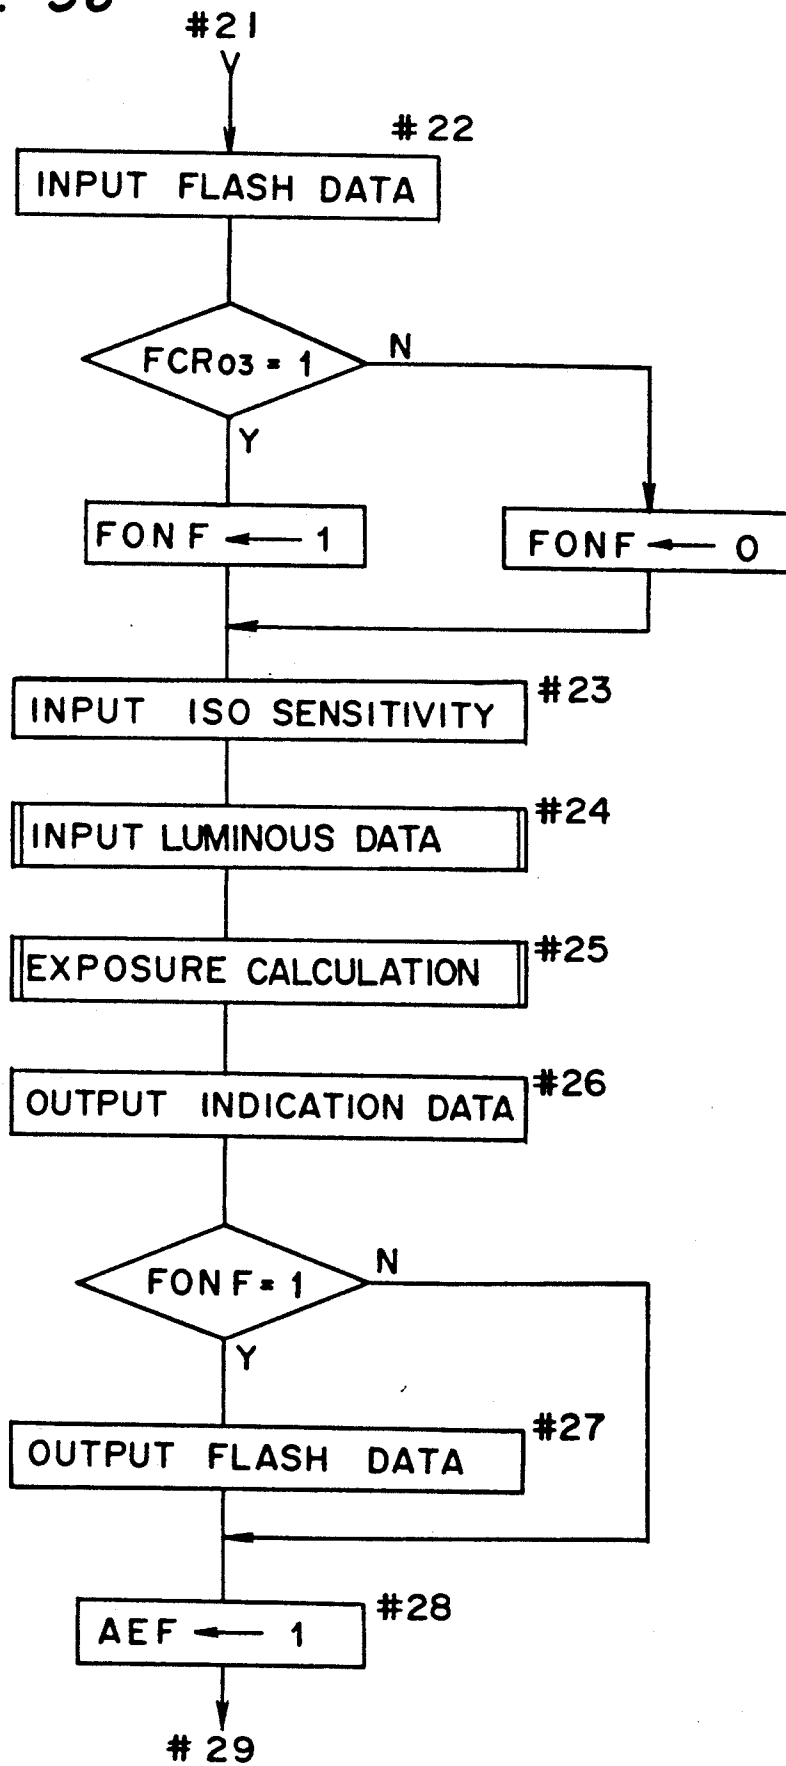 #21
#22
INPUT FLASH DATA
FCR03 = 1
N
Y
FONF ← 1
FONF ← 0
#23
INPUT ISO SENSITIVITY
#24
INPUT LUMINOUS DATA
#25
EXPOSURE CALCULATION
#26
OUTPUT INDICATION DATA
FONF = 1
N
Y
#27
OUTPUT FLASH DATA
#28
AEF ← 1
#29